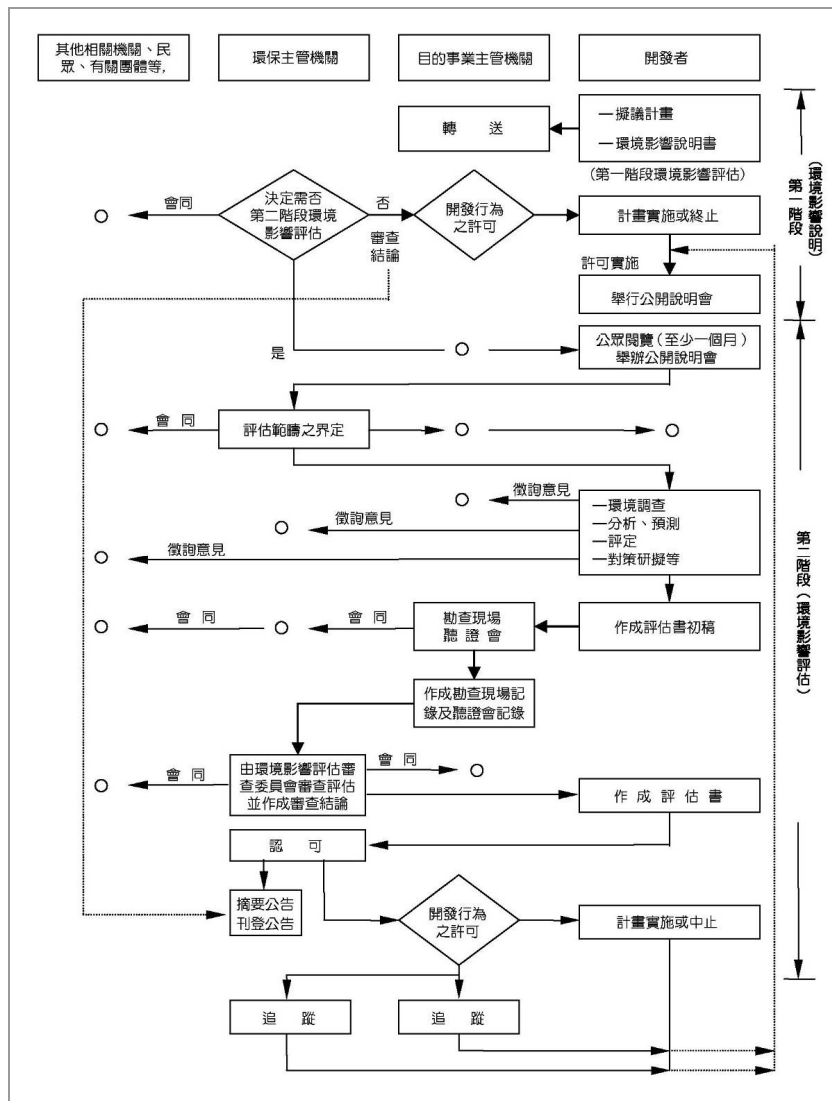 其他相關機關、民
眾、有關團體等,
環保主管機關
目的事業主管機關
開發者
轉 送
—擬議計畫
—環境影響說明書
(第一階段環境影響評估)
第一階段
(環境影響說明)
會同
決定需否
第二階段環境
影響評估
否
審查
結論
開發行為
之許可
計畫實施或終止
許可實施
舉行公開說明會
是
公眾閱覽(至少一個月)
舉辦公開說明會
會 同
評估範疇之界定
徵詢意見
徵詢意見
徵詢意見
—環境調查
—分析、預測
—評定
—對策研擬等
第二階段(環境影響評估)
會 同
會 同
勘查現場
聽 證 會
作成評估書初稿
作成勘查現場記
錄及聽證會記錄
會 同
由環境影響評估審
查委員會審查評估
並作成審查結論
會 同
作 成 評 估 書
認 可
摘要公告
刊登公告
開發行為
之許可
計畫實施或中止
追 蹤
追 蹤